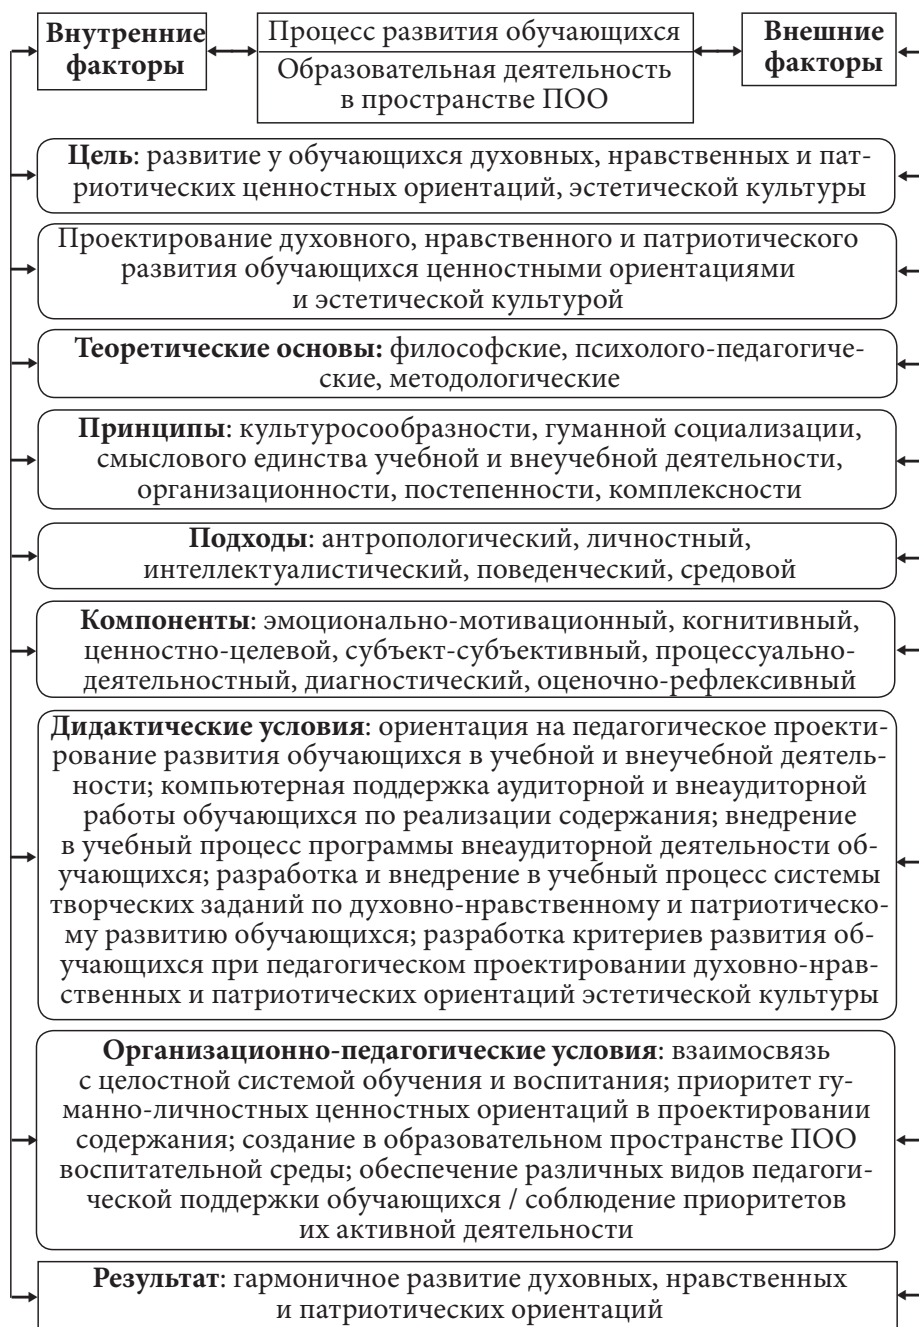 Внутренние
факторы
Процесс развития обучающихся
Образовательная деятельность
в пространстве ПОО
Внешние
факторы
Цель: развитие у обучающихся духовных, нравственных и пат-
риотических ценностных ориентаций, эстетической культуры
Проектирование духовного, нравственного и патриотического
развития обучающихся ценностными ориентациями
и эстетической культурой
Теоретические основы: философские, психолого-педагогиче-
ские, методологические
Принципы: культуросообразности, гуманной социализации,
смыслового единства учебной и внеучебной деятельности,
организационности, постепенности, комплексности
Подходы: антропологический, личностный,
интеллектуалистический, поведенческий, средовой
Компоненты: эмоционально-мотивационный, когнитивный,
ценностно-целевой, субъект-субъективный, процессуально-
деятельностный, диагностический, оценочно-рефлексивный
Дидактические условия: ориентация на педагогическое проекти-
рование развития обучающихся в учебной и внеучебной деятель-
ности; компьютерная поддержка аудиторной и внеаудиторной
работы обучающихся по реализации содержания; внедрение
в учебный процесс программы внеаудиторной деятельности об-
учающихся; разработка и внедрение в учебный процесс системы
творческих заданий по духовно-нравственному и патриотическо-
му развитию обучающихся; разработка критериев развития об-
учающихся при педагогическом проектировании духовно-нрав-
ственных и патриотических ориентаций эстетической культуры
Организационно-педагогические условия: взаимосвязь
с целостной системой обучения и воспитания; приоритет гу-
манно-личностных ценностных ориентаций в проектировании
содержания; создание в образовательном пространстве ПОО
воспитательной среды; обеспечение различных видов педагоги-
ческой поддержки обучающихся / соблюдение приоритетов
их активной деятельности
Результат: гармоничное развитие духовных, нравственных
и патриотических ориентаций